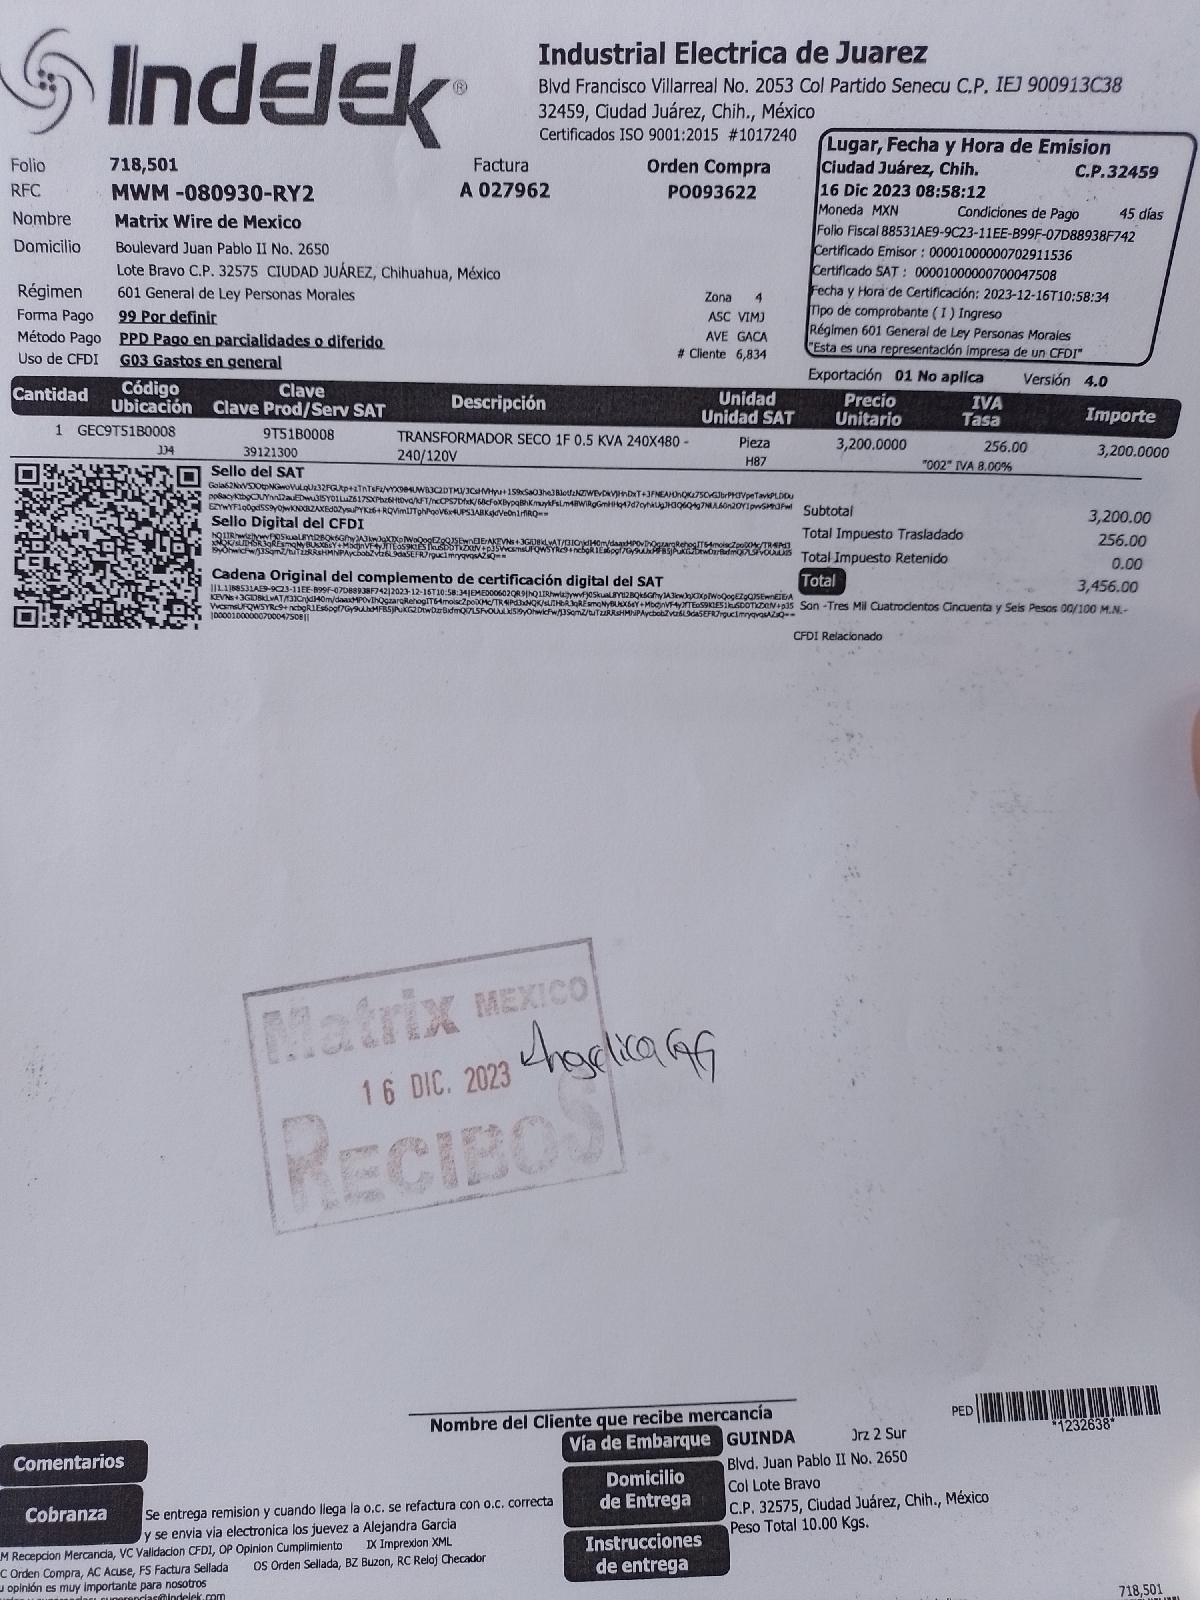 Indelek®
Industrial Electrica de Juarez
Blvd Francisco Villarreal No. 2053 Col Partido Senecu C.P. IEJ 900913C38
32459, Ciudad Juárez, Chih., México
Certificados ISO 9001:2015 #1017240
Folio 718,501 Factura Orden Compra
RFC MWM -080930-RY2 A 027962 PO093622
Nombre Matrix Wire de Mexico
Domicilio Boulevard Juan Pablo II No. 2650
Lote Bravo C.P. 32575 CIUDAD JUÁREZ, Chihuahua, México
Régimen 601 General de Ley Personas Morales
Forma Pago 99 Por definir
Método Pago PPD Pago en parcialidades o diferido
Uso de CFDI G03 Gastos en general
Zona 4
ASC VIMJ
AVE GACA
# Cliente 6,834
Lugar, Fecha y Hora de Emision
Ciudad Juárez, Chih. C.P.32459
16 Dic 2023 08:58:12
Moneda MXN Condiciones de Pago 45 días
Folio Fiscal 88531AE9-9C23-11EE-B99F-07D88938F742
Certificado Emisor : 00001000000702911536
Certificado SAT : 00001000000700047508
Fecha y Hora de Certificación: 2023-12-16T10:58:34
Tipo de comprobante ( I ) Ingreso
Régimen 601 General de Ley Personas Morales
"Esta es una representación impresa de un CFDI"
Exportación 01 No aplica Versión 4.0
Cantidad Código Ubicación Clave Clave Prod/Serv SAT Descripción Unidad Unidad SAT Precio Unitario IVA Tasa Importe
1 GEC9T51B0008 9T51B0008 TRANSFORMADOR SECO 1F 0.5 KVA 240X480 - Pieza 3,200.0000 256.00 3,200.0000
JJ4 39121300 240/120V H87 "002" IVA 8.00%
Sello del SAT
Sello Digital del CFDI
Cadena Original del complemento de certificación digital del SAT
|00001000000700047508||
Subtotal 3,200.00
Total Impuesto Trasladado 256.00
Total Impuesto Retenido 0.00
Total 3,456.00
Son -Tres Mil Cuatrocientos Cincuenta y Seis Pesos 00/100 M.N.-
CFDI Relacionado
Matrix MEXICO
16 DIC. 2023
RECIBOS
Angelica
Nombre del Cliente que recibe mercancía
PED *1232638*
Vía de Embarque GUINDA Jrz 2 Sur
Domicilio de Entrega
Blvd. Juan Pablo II No. 2650
Col Lote Bravo
C.P. 32575, Ciudad Juárez, Chih., México
Peso Total 10.00 Kgs.
Instrucciones de entrega
Comentarios
Cobranza
Se entrega remision y cuando llega la o.c. se refactura con o.c. correcta
y se envia via electronica los juevez a Alejandra Garcia
M Recepcion Mercancia, VC Validacion CFDI, OP Opinion Cumplimiento IX Imprexion XML
C Orden Compra, AC Acuse, FS Factura Sellada OS Orden Sellada, BZ Buzon, RC Reloj Checador
u opinión es muy importante para nosotros
718,501